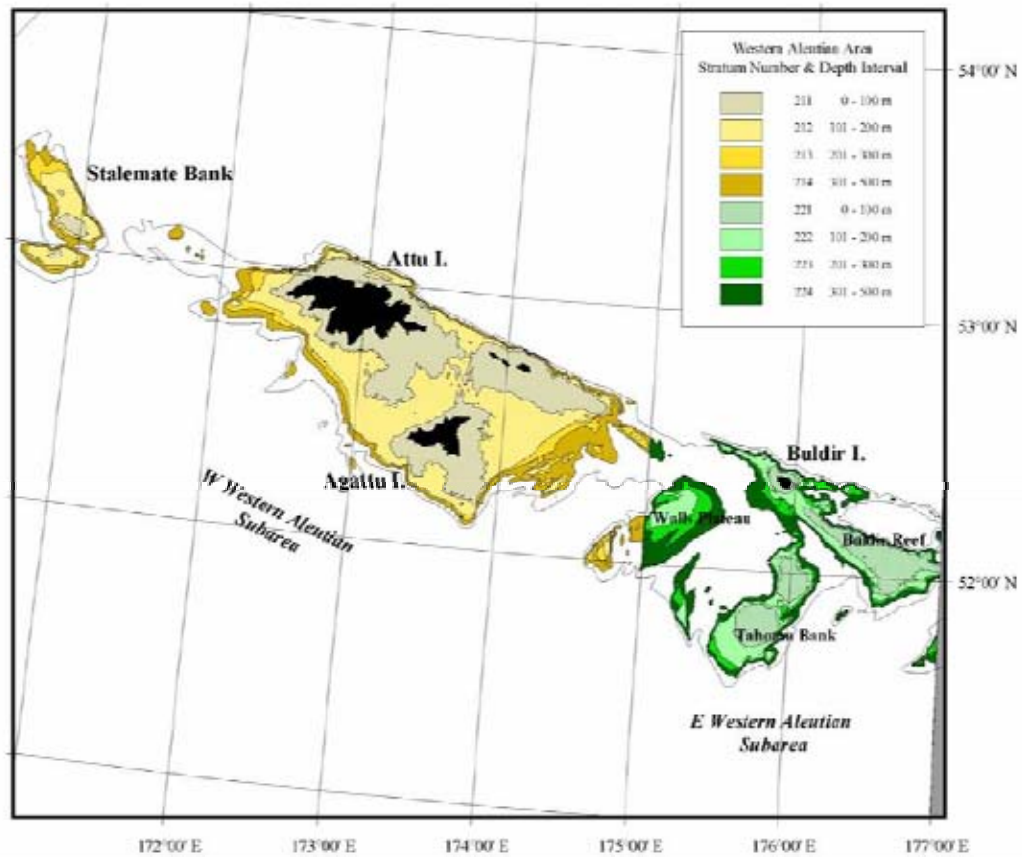 Western Aleutian Area
Stratum Number & Depth Interval
211 0 - 100 m
212 101 - 200 m
213 201 - 300 m
214 301 - 500 m
221 0 - 100 m
222 101 - 200 m
223 201 - 300 m
224 301 - 500 m
54°00' N
Stalemate Bank
Attu I.
53°00' N
Buldir I.
Agattu I.
W Western Aleutian
Subarea
Walls Plateau
Buldir Reef
52°00' N
Tahoma Bank
E Western Aleutian
Subarea
172°00' E
173°00' E
174°00' E
175°00' E
176°00' E
177°00' E